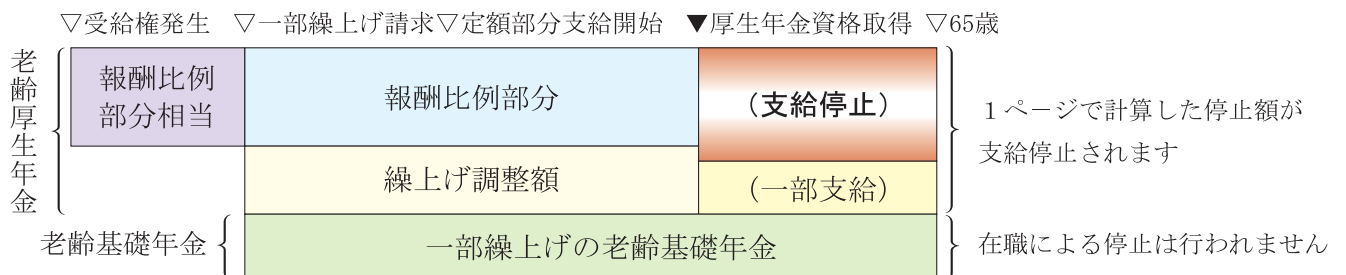 ▽受給権発生　▽一部繰上げ請求▽定額部分支給開始　▼厚生年金資格取得 ▽65歳
老齢厚生年金
報酬比例
部分相当
報酬比例部分
（支給停止）
１ページで計算した停止額が
支給停止されます
繰上げ調整額
（一部支給）
老齢基礎年金
一部繰上げの老齢基礎年金
在職による停止は行われません